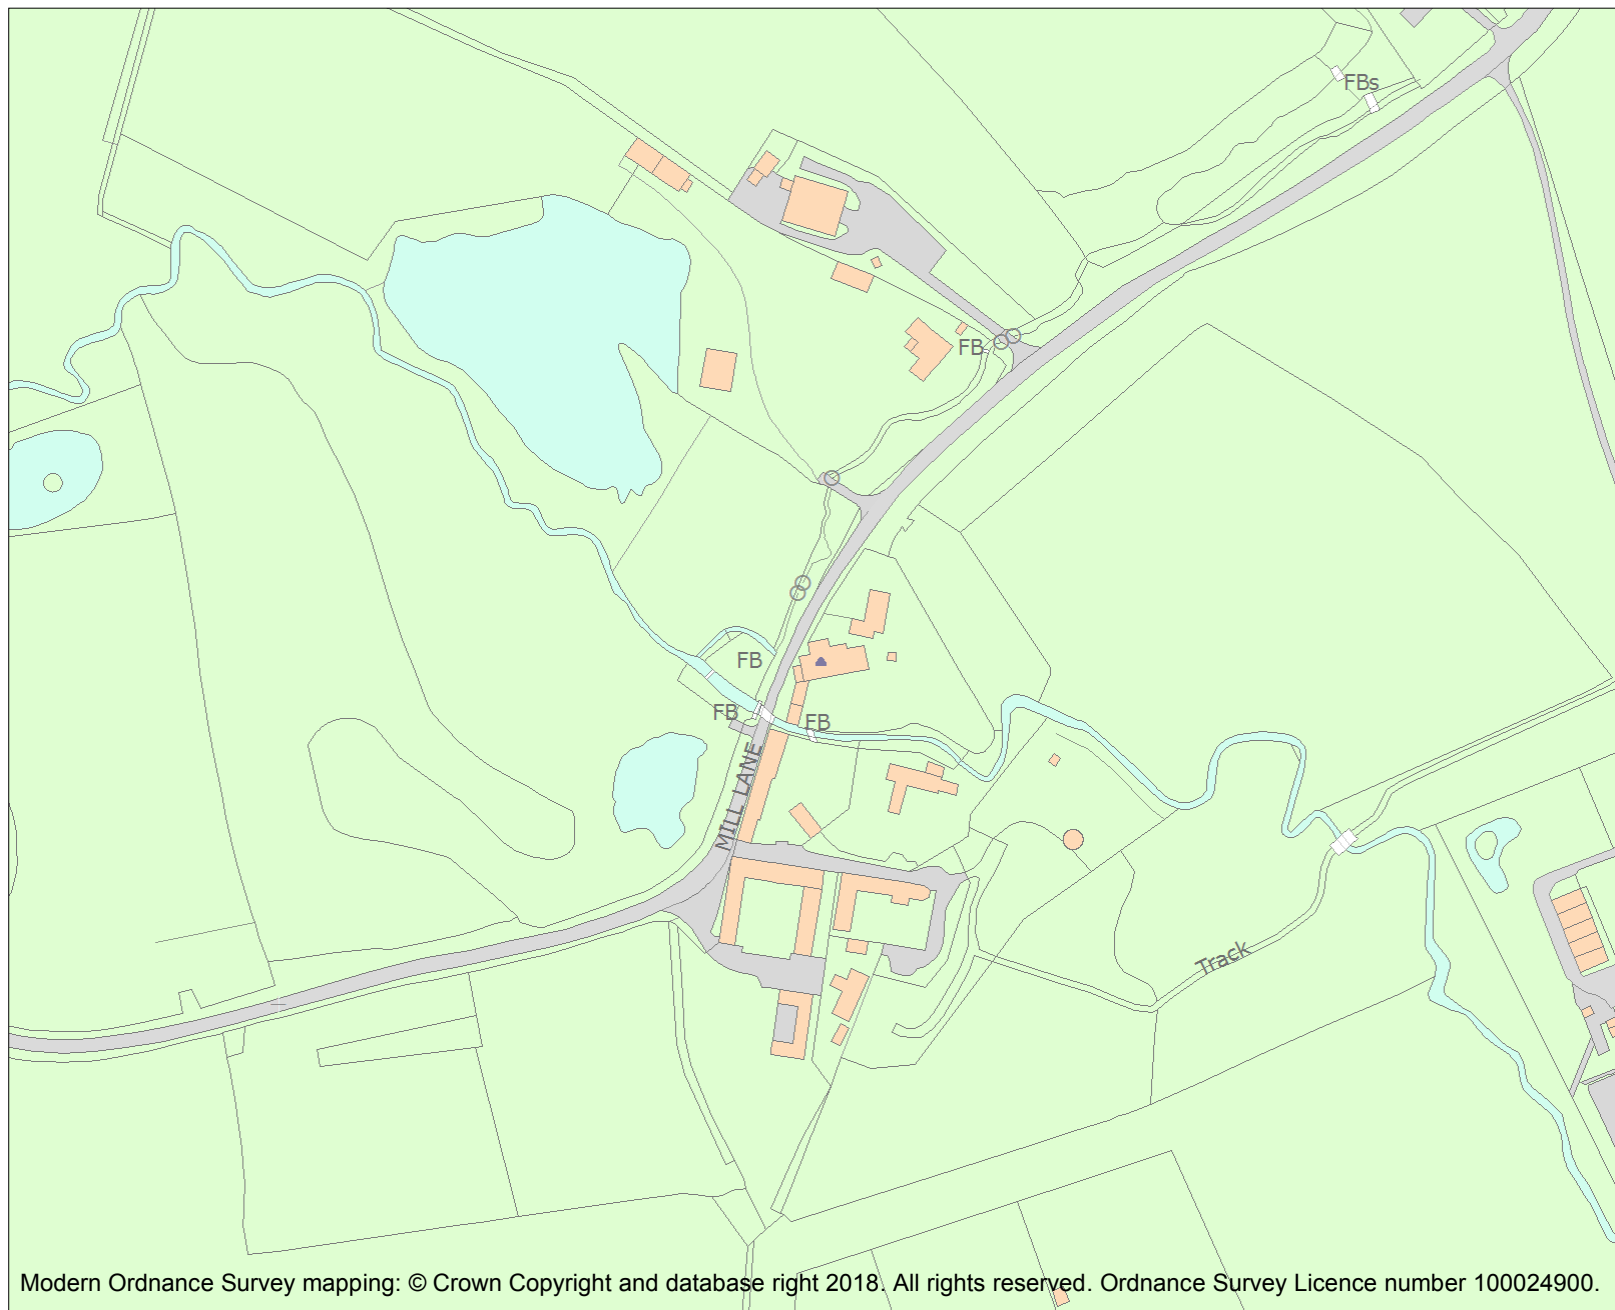 FBs
FB
FB
FB
FB
MILL LANE
Track
Modern Ordnance Survey mapping: © Crown Copyright and database right 2018. All rights reserved. Ordnance Survey Licence number 100024900.